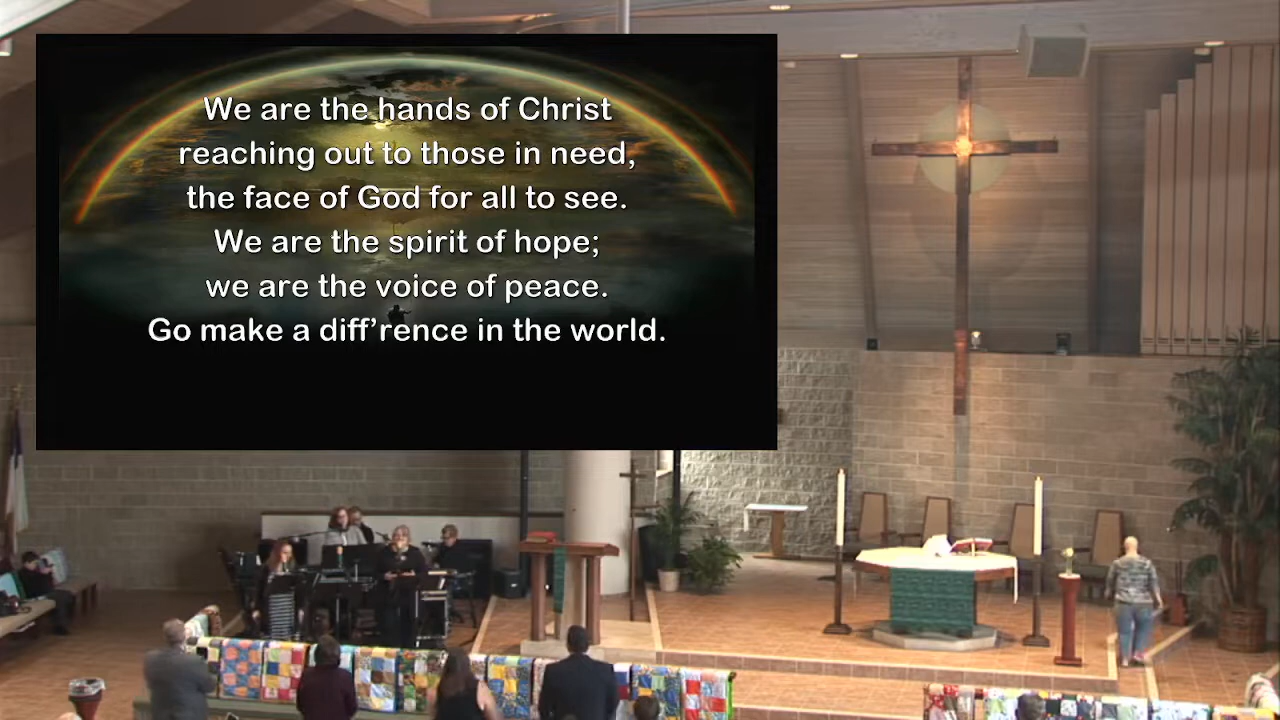 We are the hands of Christ
reaching out to those in need,
the face of God for all to see.
We are the spirit of hope;
we are the voice of peace.
Go make a diff’rence in the world.